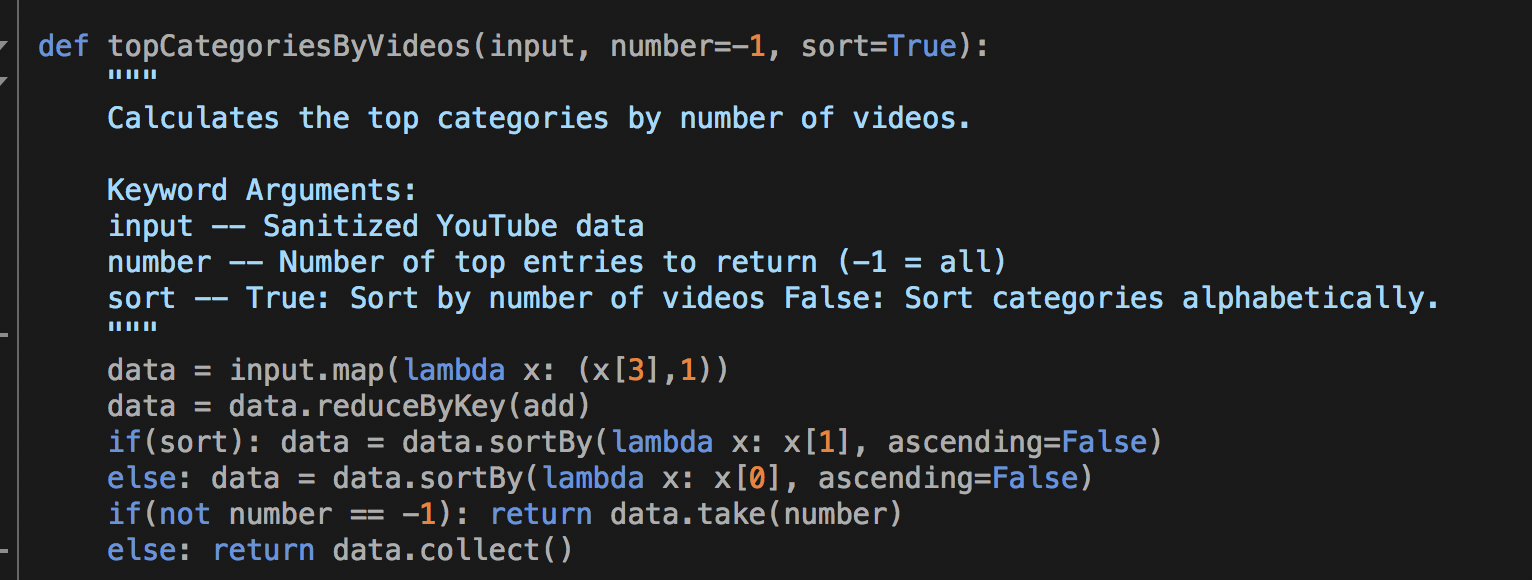 def topCategoriesByVideos(input, number=-1, sort=True):
"""
Calculates the top categories by number of videos.
Keyword Arguments:
input -- Sanitized YouTube data
number -- Number of top entries to return (-1 = all)
sort -- True: Sort by number of videos False: Sort categories alphabetically.
"""
data = input.map(lambda x: (x[3],1))
data = data.reduceByKey(add)
if(sort): data = data.sortBy(lambda x: x[1], ascending=False)
else: data = data.sortBy(lambda x: x[0], ascending=False)
if(not number == -1): return data.take(number)
else: return data.collect()